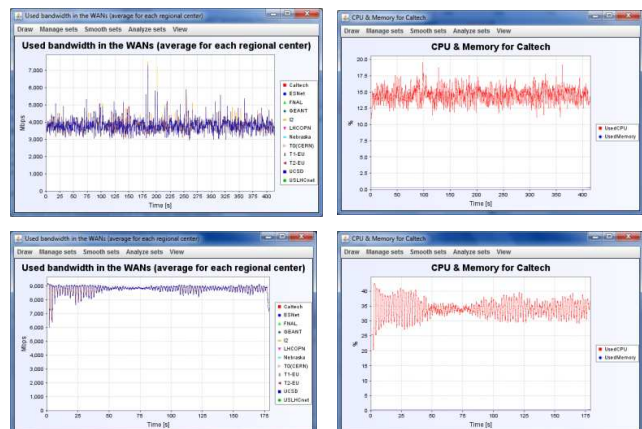 Used bandwidth in the WANs (average for each regional center)
Draw Manage sets Smooth sets Analyze sets View
Used bandwidth in the WANs (average for each regional center)
7,000
6,000
5,000
4,000
3,000
2,000
1,000
0
Mbps
0 25 50 75 100 125 150 175 200 225 250 275 300 325 350 375 400
Time [s]
Caltech
ESNet
FNAL
GEANT
I2
LHCOPN
Nebraska
T0(CERN)
T1-EU
T2-EU
UCSD
USLHCnet
CPU & Memory for Caltech
Draw Manage sets Smooth sets Analyze sets View
CPU & Memory for Caltech
20.0
17.5
15.0
12.5
10.0
7.5
5.0
2.5
0.0
%
0 50 100 150 200 250 300 350 400
Time [s]
UsedCPU
UsedMemory
Used bandwidth in the WANs (average for each regional center)
Draw Manage sets Smooth sets Analyze sets View
Used bandwidth in the WANs (average for each regional center)
9,000
8,000
7,000
6,000
5,000
4,000
3,000
2,000
1,000
0
Mbps
0 25 50 75 100 125 150 175
Time [s]
Caltech
ESNet
FNAL
GEANT
I2
LHCOPN
Nebraska
T0(CERN)
T1-EU
T2-EU
UCSD
USLHCnet
CPU & Memory for Caltech
Draw Manage sets Smooth sets Analyze sets View
CPU & Memory for Caltech
40
35
30
25
20
15
10
5
0
%
0 25 50 75 100 125 150 175
Time [s]
UsedCPU
UsedMemory